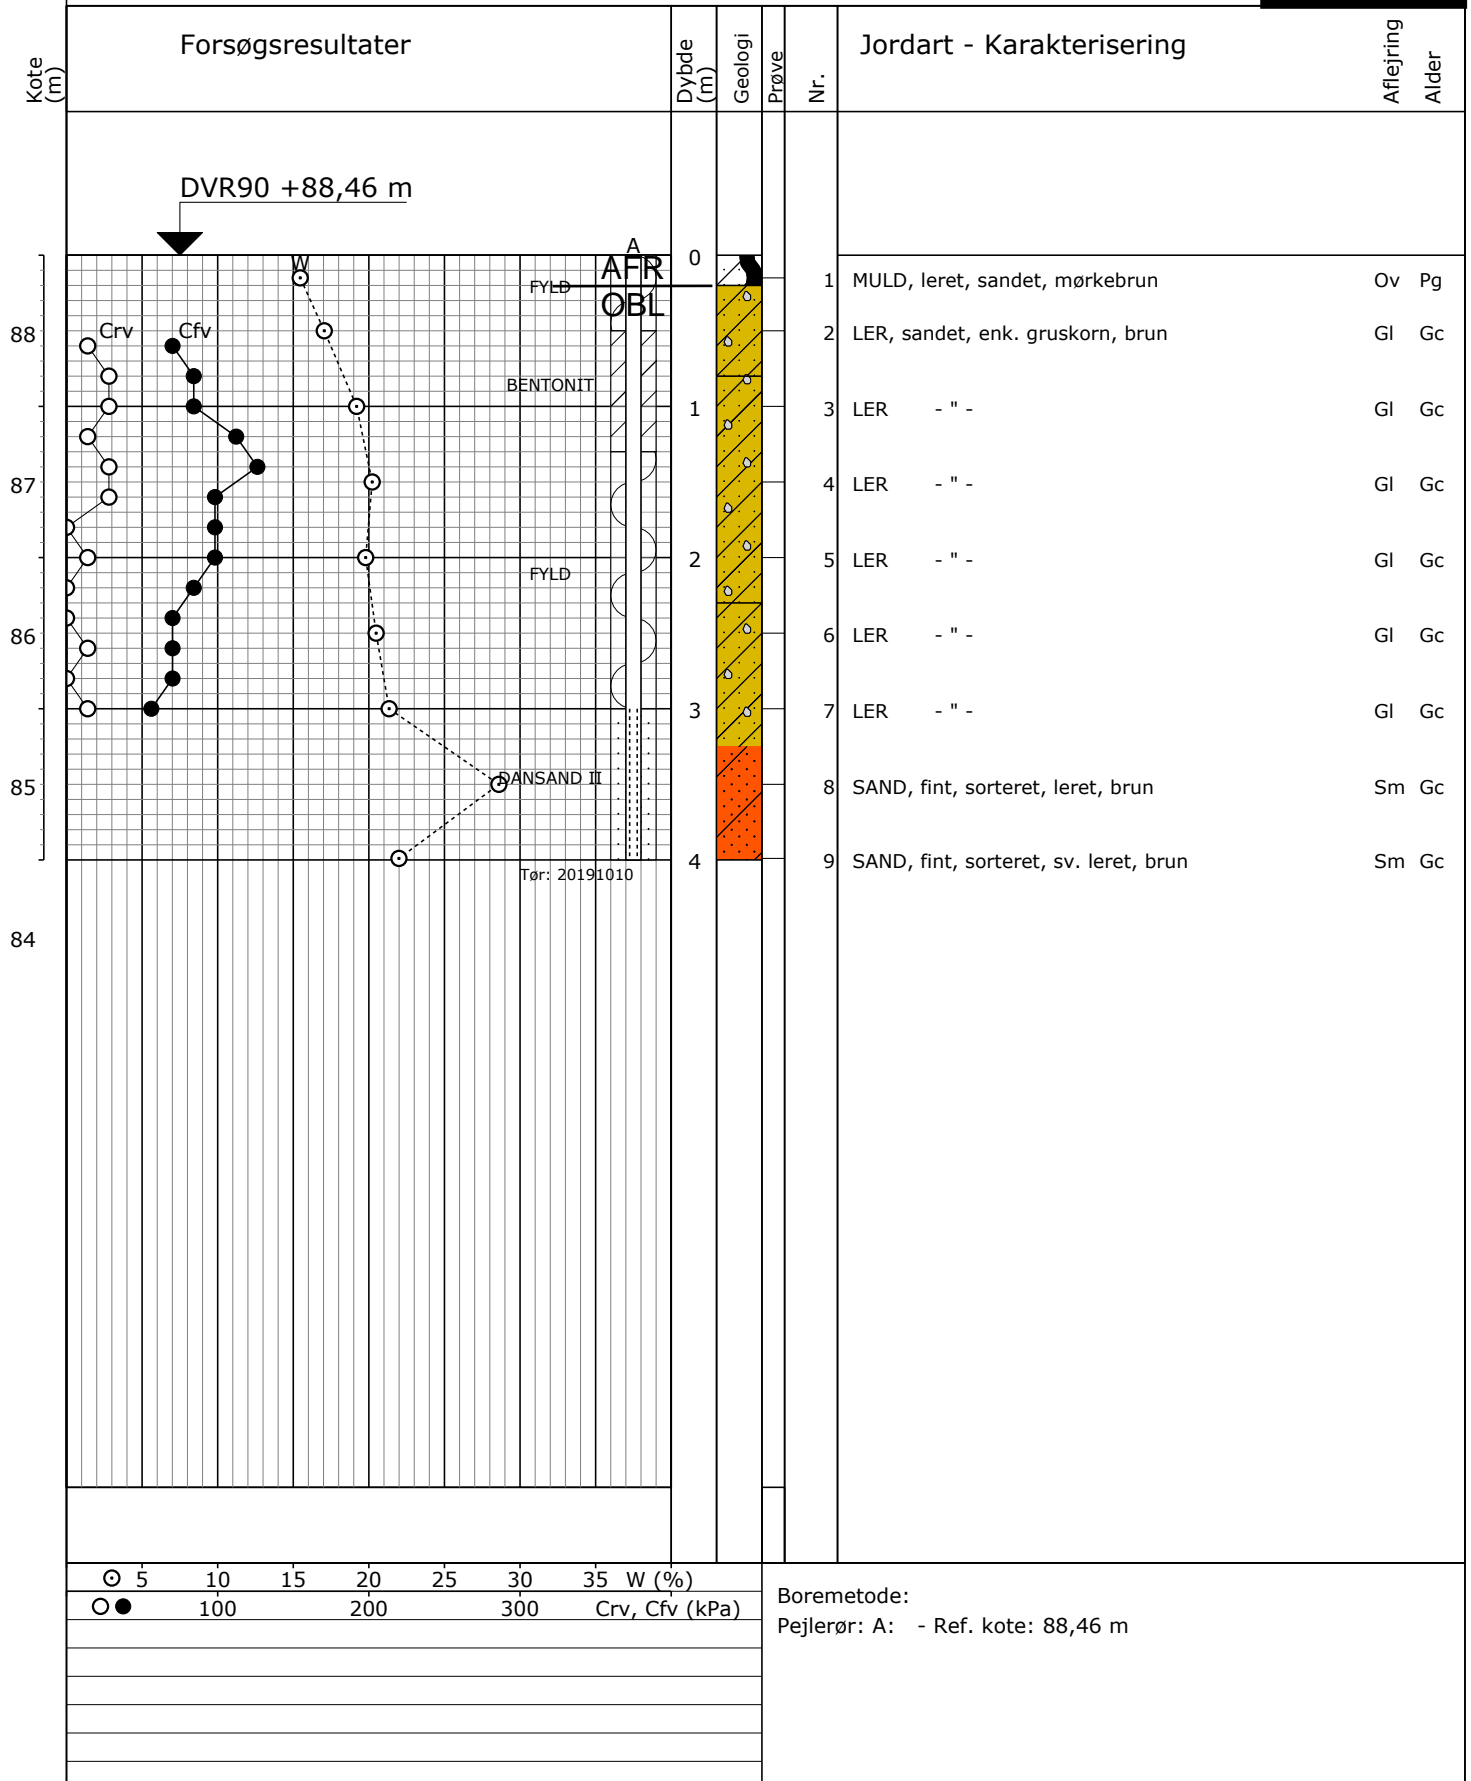 Kote (m)
Forsøgsresultater
Dybde (m)
Geologi
Prøve
Nr.
Jordart - Karakterisering
Aflejring
Alder
DVR90 +88,46 m
A
W
0
AFR
FYLD
OBL
1 MULD, leret, sandet, mørkebrun Ov Pg
88
Crv
Cfv
2 LER, sandet, enk. gruskorn, brun Gl Gc
BENTONIT
1
3 LER - " - Gl Gc
87
4 LER - " - Gl Gc
2
FYLD
5 LER - " - Gl Gc
86
6 LER - " - Gl Gc
3
7 LER - " - Gl Gc
85
DANSAND II
8 SAND, fint, sorteret, leret, brun Sm Gc
4
Tør: 20191010
9 SAND, fint, sorteret, sv. leret, brun Sm Gc
84
5 10 15 20 25 30 35 W (%)
100 200 300 Crv, Cfv (kPa)
Boremetode:
Pejlerør: A: - Ref. kote: 88,46 m